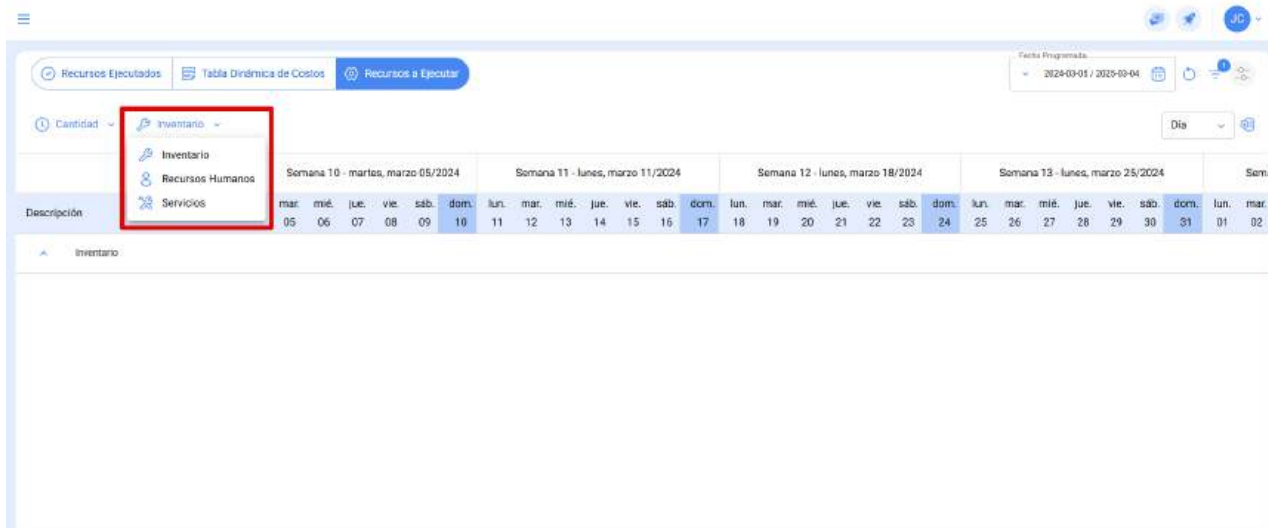 JC
Recursos Ejecutados Tabla Dinámica de Costos Recursos a Ejecutar
Fecha Programada
2024-03-01 / 2025-03-04
1
Cantidad Inventario Día
Inventario
Recursos Humanos
Servicios
Semana 10 - martes, marzo 05/2024 Semana 11 - lunes, marzo 11/2024 Semana 12 - lunes, marzo 18/2024 Semana 13 - lunes, marzo 25/2024 Sem
Descripción
mar. mié. jue. vie. sáb. dom. lun. mar. mié. jue. vie. sáb. dom. lun. mar. mié. jue. vie. sáb. dom. lun. mar. mié. jue. vie. sáb. dom. lun. mar.
05 06 07 08 09 10 11 12 13 14 15 16 17 18 19 20 21 22 23 24 25 26 27 28 29 30 31 01 02
Inventario